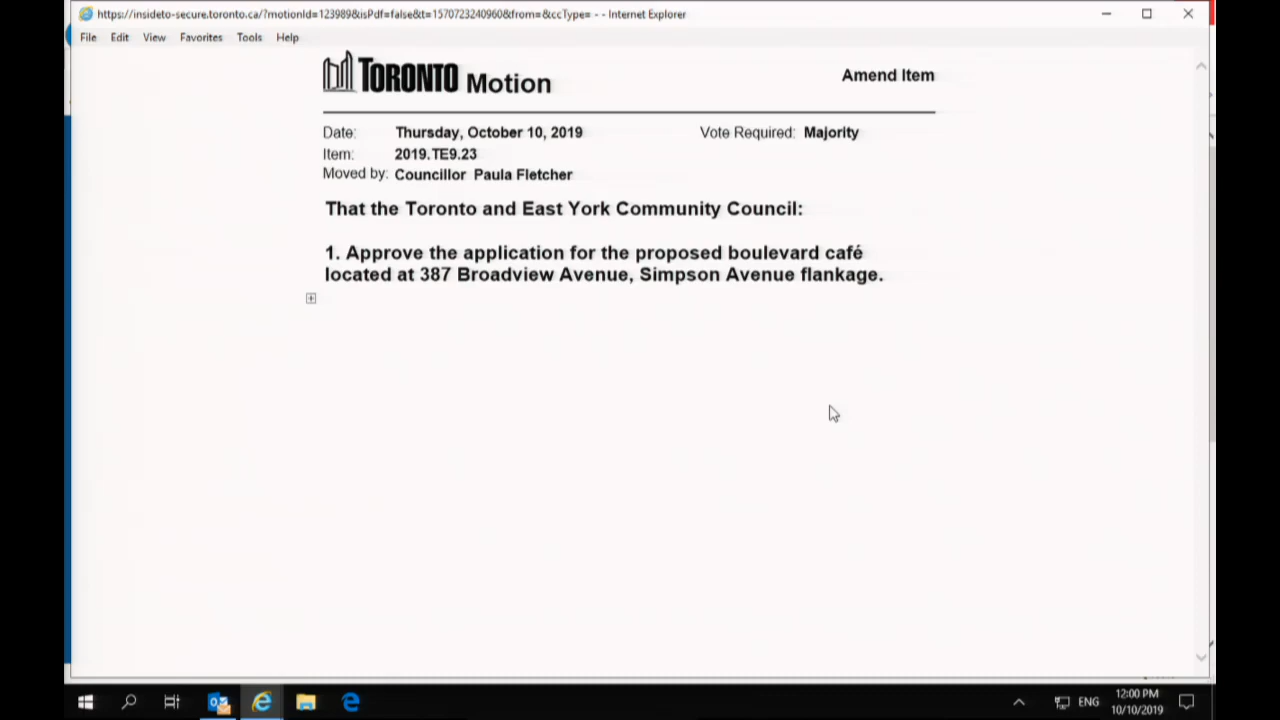 https://insideto-secure.toronto.ca/?motionId=123989&isPdf=false&t=1570723240960&from=&ccType= - - Internet Explorer
File Edit View Favorites Tools Help
TORONTO Motion
Amend Item
Date: Thursday, October 10, 2019
Vote Required: Majority
Item: 2019.TE9.23
Moved by: Councillor Paula Fletcher
That the Toronto and East York Community Council:
1. Approve the application for the proposed boulevard café
located at 387 Broadview Avenue, Simpson Avenue flankage.
ENG
12:00 PM
10/10/2019